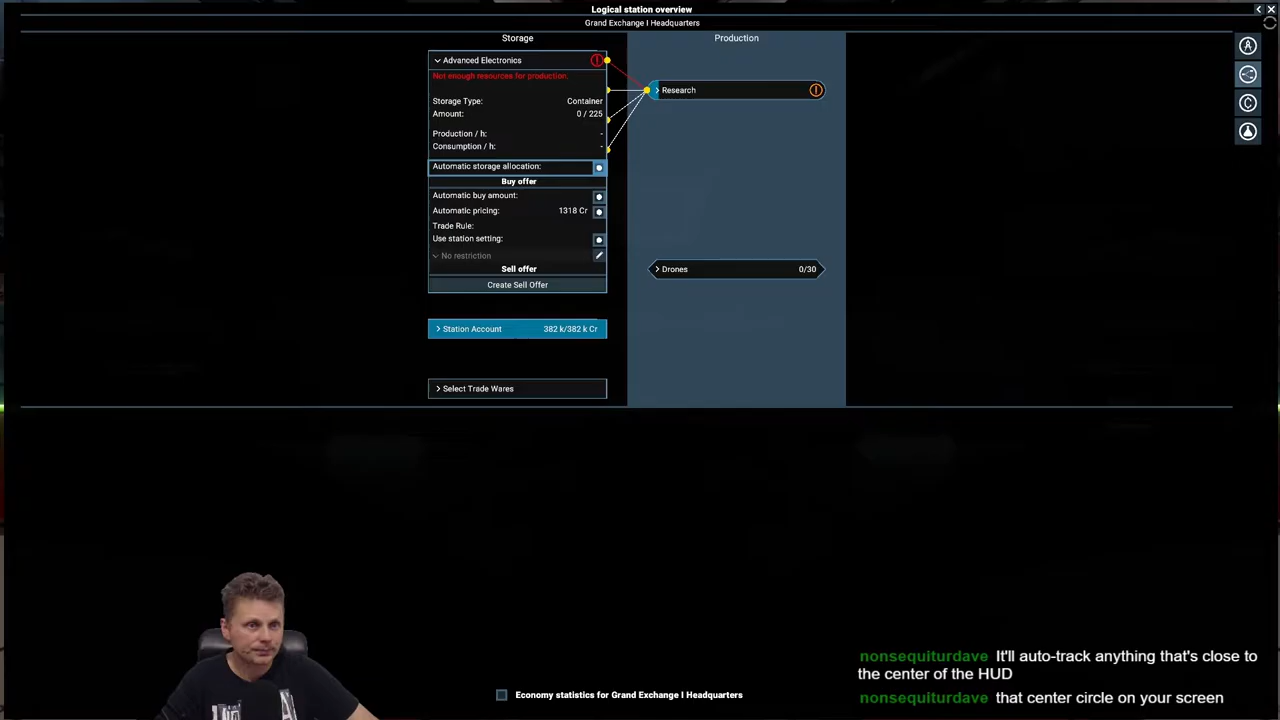 Logical station overview
Grand Exchange I Headquarters
Storage
Production
Advanced Electronics
Not enough resources for production.
Storage Type: Container
Amount: 0 / 225
Production / h: -
Consumption / h: -
Automatic storage allocation:
Buy offer
Automatic buy amount:
Automatic pricing: 1318 Cr
Trade Rule:
Use station setting:
No restriction
Sell offer
Create Sell Offer
Research
Drones 0/30
Station Account 382 k/382 k Cr
Select Trade Wares
nonsequiturdave It'll auto-track anything that's close to
the center of the HUD
nonsequiturdave that center circle on your screen
Economy statistics for Grand Exchange I Headquarters